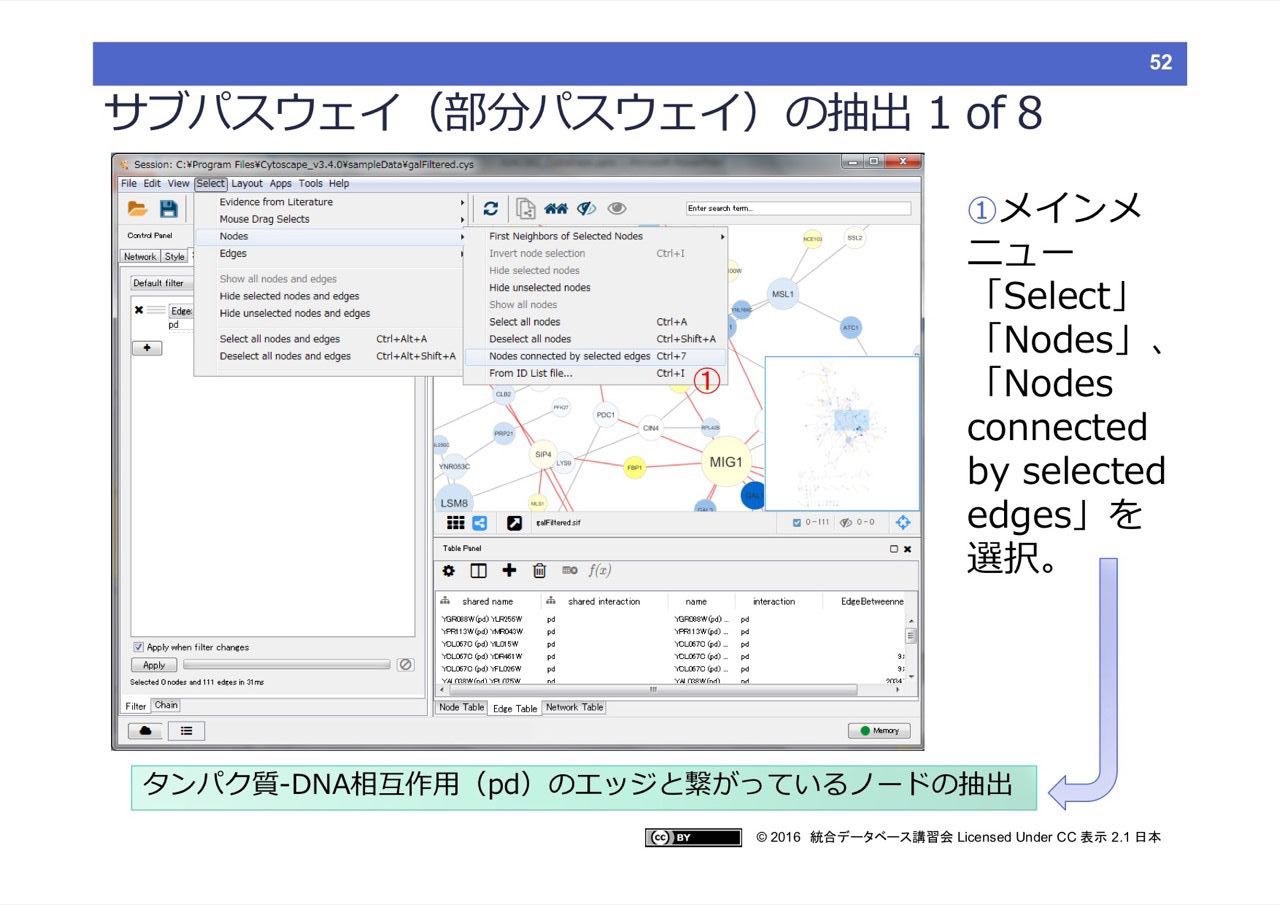 52
サブパスウェイ（部分パスウェイ）の抽出 1 of 8
Session: C:¥Program Files¥Cytoscape_v3.4.0¥sampleData¥galFiltered.cys
File Edit View Select Layout Apps Tools Help
Enter search term...
Control Panel
Network Style
Default filter
Edge:
pd
Evidence from Literature
Mouse Drag Selects
Nodes
Edges
Show all nodes and edges
Hide selected nodes and edges
Hide unselected nodes and edges
Select all nodes and edges Ctrl+Alt+A
Deselect all nodes and edges Ctrl+Alt+Shift+A
First Neighbors of Selected Nodes
Invert node selection Ctrl+I
Hide selected nodes
Hide unselected nodes
Show all nodes
Select all nodes Ctrl+A
Deselect all nodes Ctrl+Shift+A
Nodes connected by selected edges Ctrl+7
From ID List file... Ctrl+I
①
NCE103
SSL2
MSL1
ATC1
CLB2
PDC1
CIN4
PRP21
SIP4
LYS9
YNR053C
FBP1
MIG1
LSM8
MLS1
galFiltered.sif
0-111
0-0
Table Panel
f(x)
shared name shared interaction name interaction EdgeBetweenne
YGR088W (pd) YLR256W pd YGR088W (pd) ... pd
YPR113W (pd) YMR043W pd YPR113W (pd) ... pd
YCL067C (pd) YIL015W pd YCL067C (pd) ... pd
YCL067C (pd) YDR461W pd YCL067C (pd) ... pd
YCL067C (pd) YFL026W pd YCL067C (pd) ... pd
Node Table Edge Table Network Table
Apply when filter changes
Apply
Selected 0 nodes and 111 edges in 31ms
Filter Chain
Memory
①メインメ
ニュー
「Select」
「Nodes」、
「Nodes
connected
by selected
edges」を
選択。
タンパク質-DNA相互作用（pd）のエッジと繋がっているノードの抽出
cc BY
© 2016 統合データベース講習会 Licensed Under CC 表示 2.1 日本